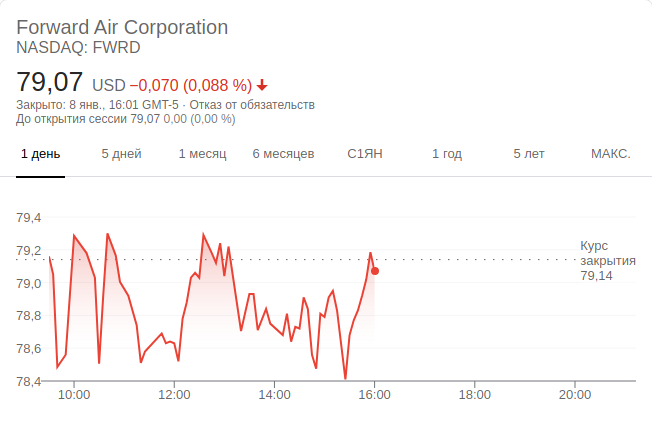 Forward Air Corporation
NASDAQ: FWRD
79,07 USD −0,070 (0,088 %)
Закрыто: 8 янв., 16:01 GMT-5 · Отказ от обязательств
До открытия сессии 79,07 0,00 (0,00 %)
1 день 5 дней 1 месяц 6 месяцев С1ЯН 1 год 5 лет МАКС.
79,4
79,2
79,0
78,8
78,6
78,4
Курс
закрытия
79,14
10:00 12:00 14:00 16:00 18:00 20:00